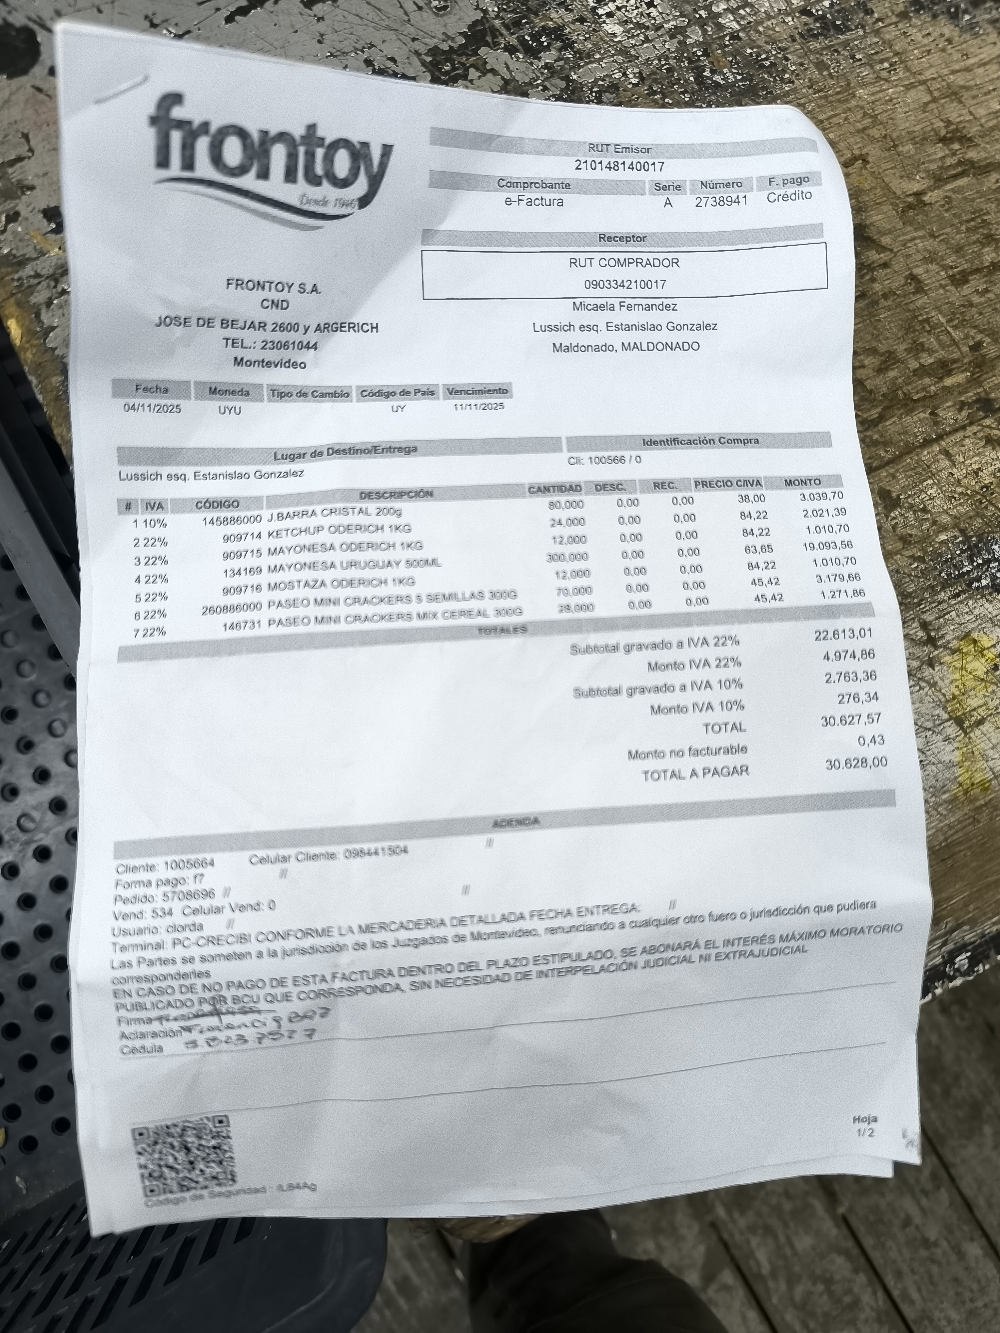 frontoy
Desde 1946
RUT Emisor
210148140017
Comprobante Serie Número F. pago
e-Factura A 2738941 Crédito
Receptor
RUT COMPRADOR
090334210017
FRONTOY S.A.
CND
JOSE DE BEJAR 2600 y ARGERICH
TEL.: 23061044
Montevideo
Micaela Fernandez
Lussich esq. Estanislao Gonzalez
Maldonado, MALDONADO
Fecha Moneda Tipo de Cambio Código de País Vencimiento
04/11/2025 UYU UY 11/11/2025
Lugar de Destino/Entrega Identificación Compra
Lussich esq. Estanislao Gonzalez Cli: 100566 / 0
# IVA CÓDIGO DESCRIPCIÓN CANTIDAD DESC. REC. PRECIO C/IVA MONTO
1 10% 145886000 J.BARRA CRISTAL 200g 80,000 0,00 0,00 38,00 3.039,70
2 22% 909714 KETCHUP ODERICH 1KG 24,000 0,00 0,00 84,22 2.021,39
3 22% 909715 MAYONESA ODERICH 1KG 12,000 0,00 0,00 84,22 1.010,70
4 22% 134169 MAYONESA URUGUAY 500ML 300,000 0,00 0,00 63,65 19.093,56
5 22% 909716 MOSTAZA ODERICH 1KG 12,000 0,00 0,00 84,22 1.010,70
6 22% 260886000 PASEO MINI CRACKERS 5 SEMILLAS 300G 70,000 0,00 0,00 45,42 3.179,66
7 22% 146731 PASEO MINI CRACKERS MIX CEREAL 300G 28,000 0,00 0,00 45,42 1.271,86
TOTALES
Subtotal gravado a IVA 22% 22.613,01
Monto IVA 22% 4.974,86
Subtotal gravado a IVA 10% 2.763,36
Monto IVA 10% 276,34
TOTAL 30.627,57
Monto no facturable 0,43
TOTAL A PAGAR 30.628,00
ADENDA
Cliente: 1005664 Celular Cliente: 098441504 //
Forma pago: f7 //
Pedido: 5708696 // //
Vend: 534 Celular Vend: 0
Usuario: clorda //
Terminal: PC-CRECIBI CONFORME LA MERCADERIA DETALLADA FECHA ENTREGA: //
Las Partes se someten a la jurisdicción de los Juzgados de Montevideo, renunciando a cualquier otro fuero o jurisdicción que pudiera
corresponderles
EN CASO DE NO PAGO DE ESTA FACTURA DENTRO DEL PLAZO ESTIPULADO, SE ABONARÁ EL INTERÉS MÁXIMO MORATORIO
PUBLICADO POR BCU QUE CORRESPONDA, SIN NECESIDAD DE INTERPELACIÓN JUDICIAL NI EXTRAJUDICIAL
Firma
Aclaración
Cédula
Hoja
1/2
Código de Seguridad